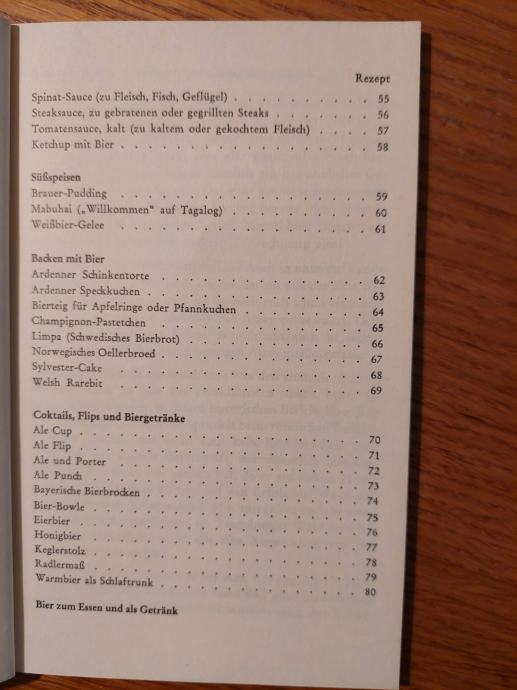 Rezept
Spinat-Sauce (zu Fleisch, Fisch, Geflügel) . . . . . . . . . 55
Steaksauce, zu gebratenen oder gegrillten Steaks . . . . . . 56
Tomatensauce, kalt (zu kaltem oder gekochtem Fleisch) . . . . 57
Ketchup mit Bier . . . . . . . . . . . . . . . 58
Süßspeisen
Brauer-Pudding . . . . . . . . . . . . . . . 59
Mabuhai („Willkommen“ auf Tagalog) . . . . . . . . . 60
Weißbier-Gelee . . . . . . . . . . . . . . . 61
Backen mit Bier
Ardenner Schinkentorte . . . . . . . . . . . . . 62
Ardenner Speckkuchen . . . . . . . . . . . . . 63
Bierteig für Apfelringe oder Pfannkuchen . . . . . . . . 64
Champignon-Pastetchen . . . . . . . . . . . . . 65
Limpa (Schwedisches Bierbrot) . . . . . . . . . . . 66
Norwegisches Oellerbroed . . . . . . . . . . . . 67
Sylvester-Cake . . . . . . . . . . . . . . . 68
Welsh Rarebit . . . . . . . . . . . . . . . 69
Coktails, Flips und Biergetränke
Ale Cup . . . . . . . . . . . . . . . . . 70
Ale Flip . . . . . . . . . . . . . . . . . 71
Ale und Porter . . . . . . . . . . . . . . . 72
Ale Punch . . . . . . . . . . . . . . . . 73
Bayerische Bierbrocken . . . . . . . . . . . . . 74
Bier-Bowle . . . . . . . . . . . . . . . . 75
Eierbier . . . . . . . . . . . . . . . . . 76
Honigbier . . . . . . . . . . . . . . . . 77
Keglerstolz . . . . . . . . . . . . . . . . 78
Radlermaß . . . . . . . . . . . . . . . . 79
Warmbier als Schlaftrunk . . . . . . . . . . . . 80
Bier zum Essen und als Getränk